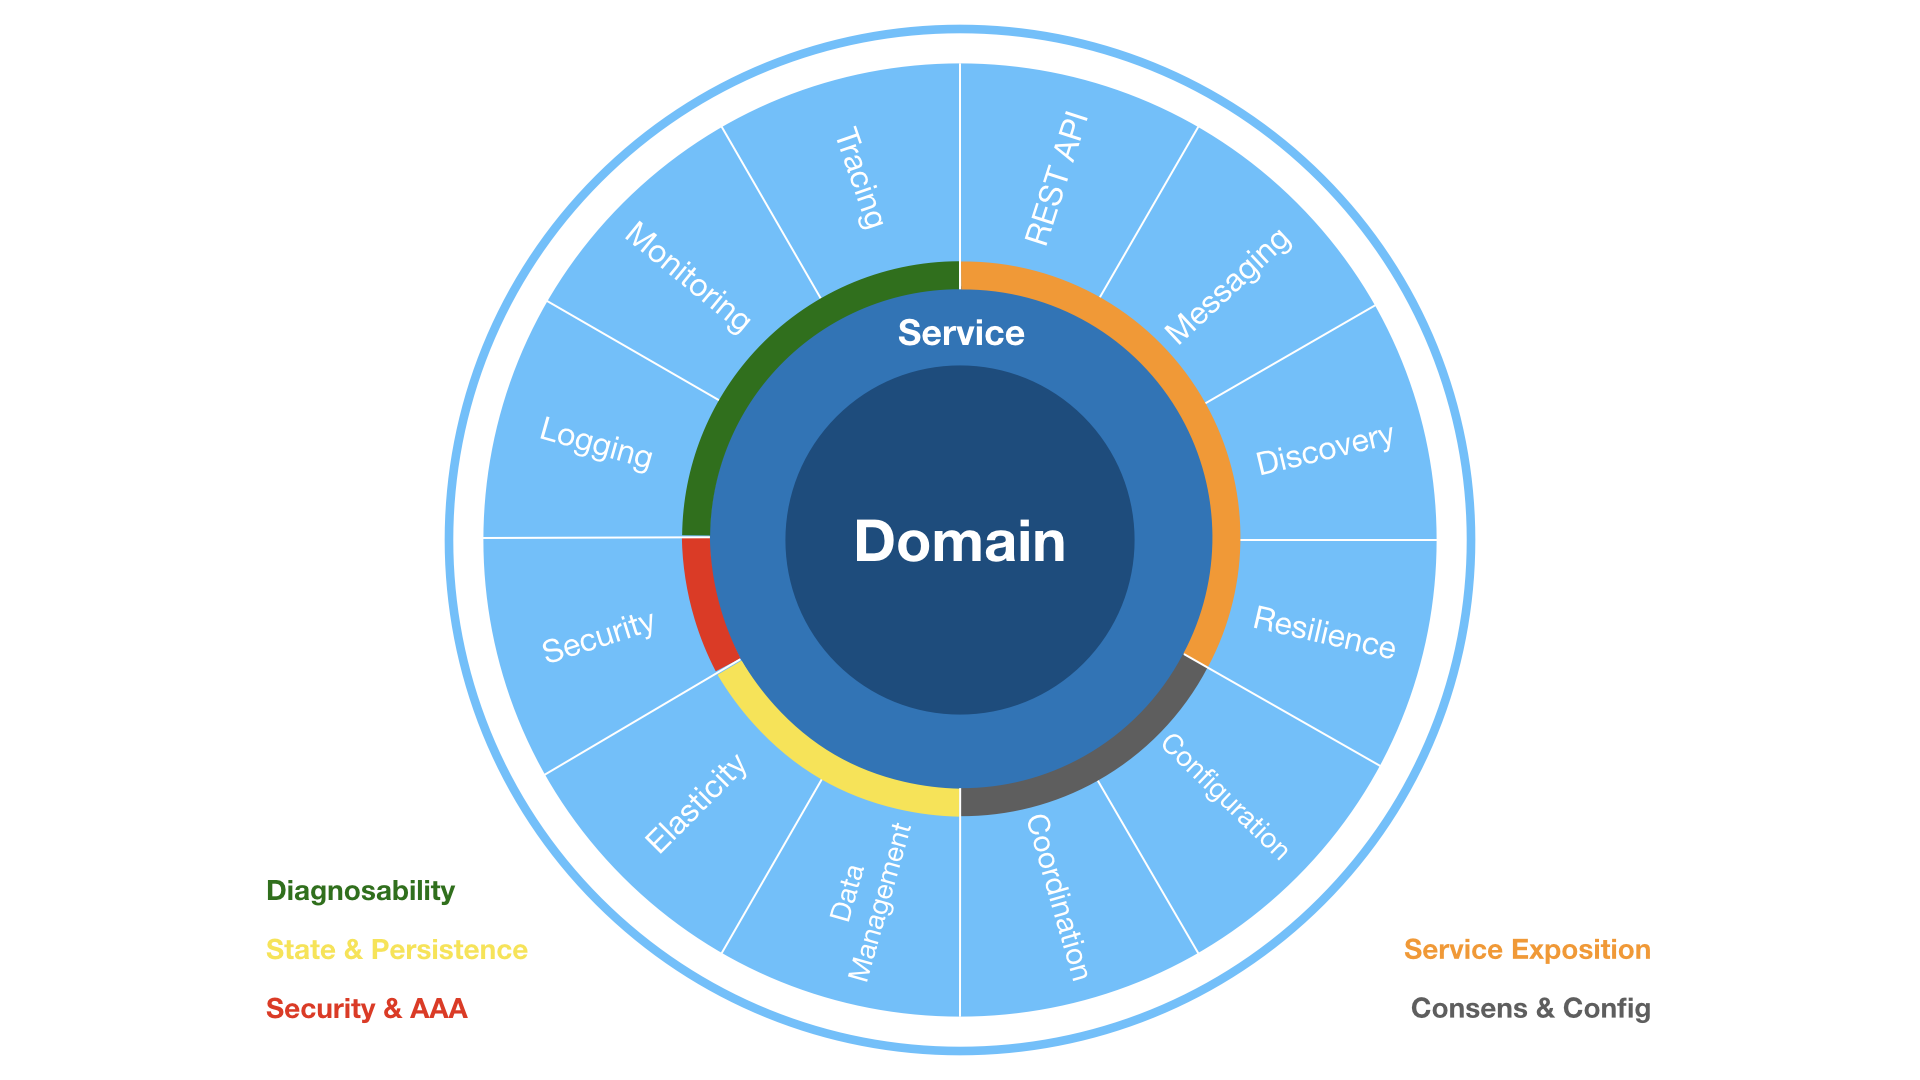 Tracing
REST API
Monitoring
Messaging
Service
Logging
Discovery
Domain
Security
Resilience
Elasticity
Configuration
Data
Management
Coordination
Diagnosability
State & Persistence
Security & AAA
Service Exposition
Consens & Config